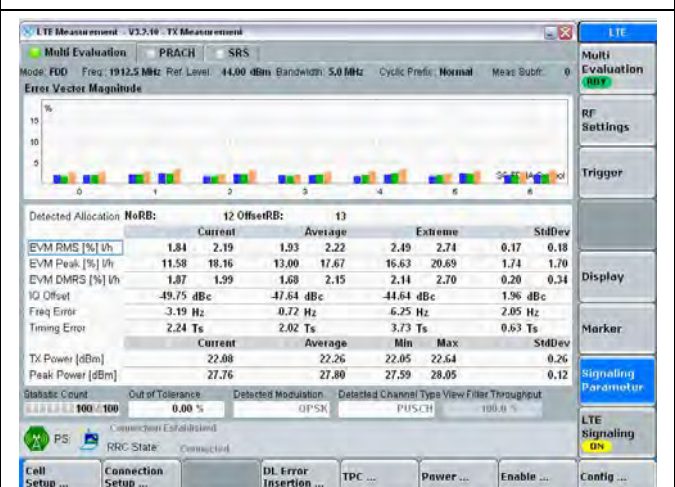 LTE Measurement - V3.2.10 - TX Measurement
LTE
Multi Evaluation PRACH SRS
Multi Evaluation
RDY
Mode: FDD Freq.: 1912.5 MHz Ref. Level: 44.00 dBm Bandwidth: 5.0 MHz Cyclic Prefix: Normal Meas Subfr.: 0
Error Vector Magnitude
%
15
10
5
0 1 2 3 4 5 6
RF Settings
Trigger
Detected Allocation NoRB: 12 OffsetRB: 13
Current Average Extreme StdDev
EVM RMS [%] l/h 1.84 2.19 1.93 2.22 2.49 2.74 0.17 0.18
EVM Peak [%] l/h 11.58 18.16 13.00 17.67 16.63 20.69 1.74 1.70
EVM DMRS [%] l/h 1.87 1.99 1.68 2.15 2.14 2.70 0.20 0.34
IQ Offset -49.75 dBc -47.64 dBc -44.64 dBc 1.96 dBc
Freq Error 3.19 Hz 0.72 Hz 6.25 Hz 2.05 Hz
Timing Error 2.24 Ts 2.02 Ts 3.73 Ts 0.63 Ts
Current Average Min Max StdDev
TX Power [dBm] 22.08 22.26 22.05 22.64 0.26
Peak Power [dBm] 27.76 27.80 27.59 28.05 0.12
Display
Marker
Signaling Parameter
Statistic Count Out of Tolerance Detected Modulation Detected Channel Type View Filter Throughput
100 / 100 0.00 % QPSK PUSCH 100.0 %
PS Connection Established
RRC State: Connected
LTE Signaling
ON
Cell Setup ... Connection Setup ... DL Error Insertion ... TPC ... Power ... Enable ... Config ...